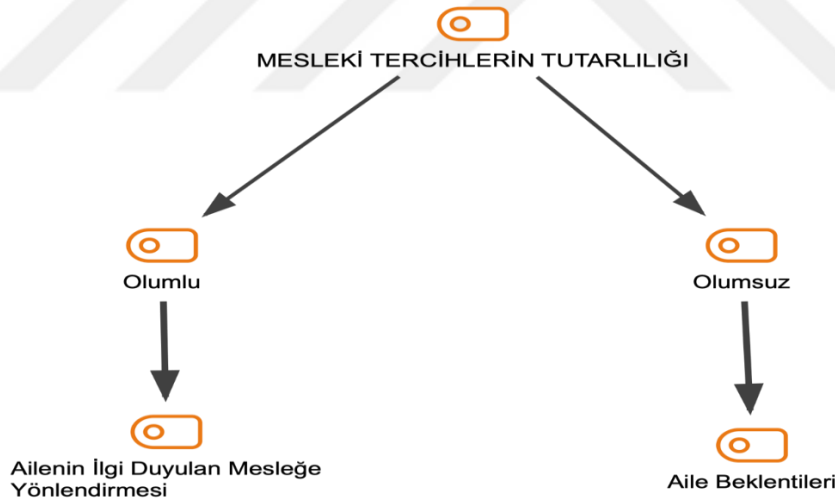 MESLEKİ TERCİHLERİN TUTARLILIĞI
Olumlu
Olumsuz
Ailenin İlgi Duyulan Mesleğe
Yönlendirmesi
Aile Beklentileri